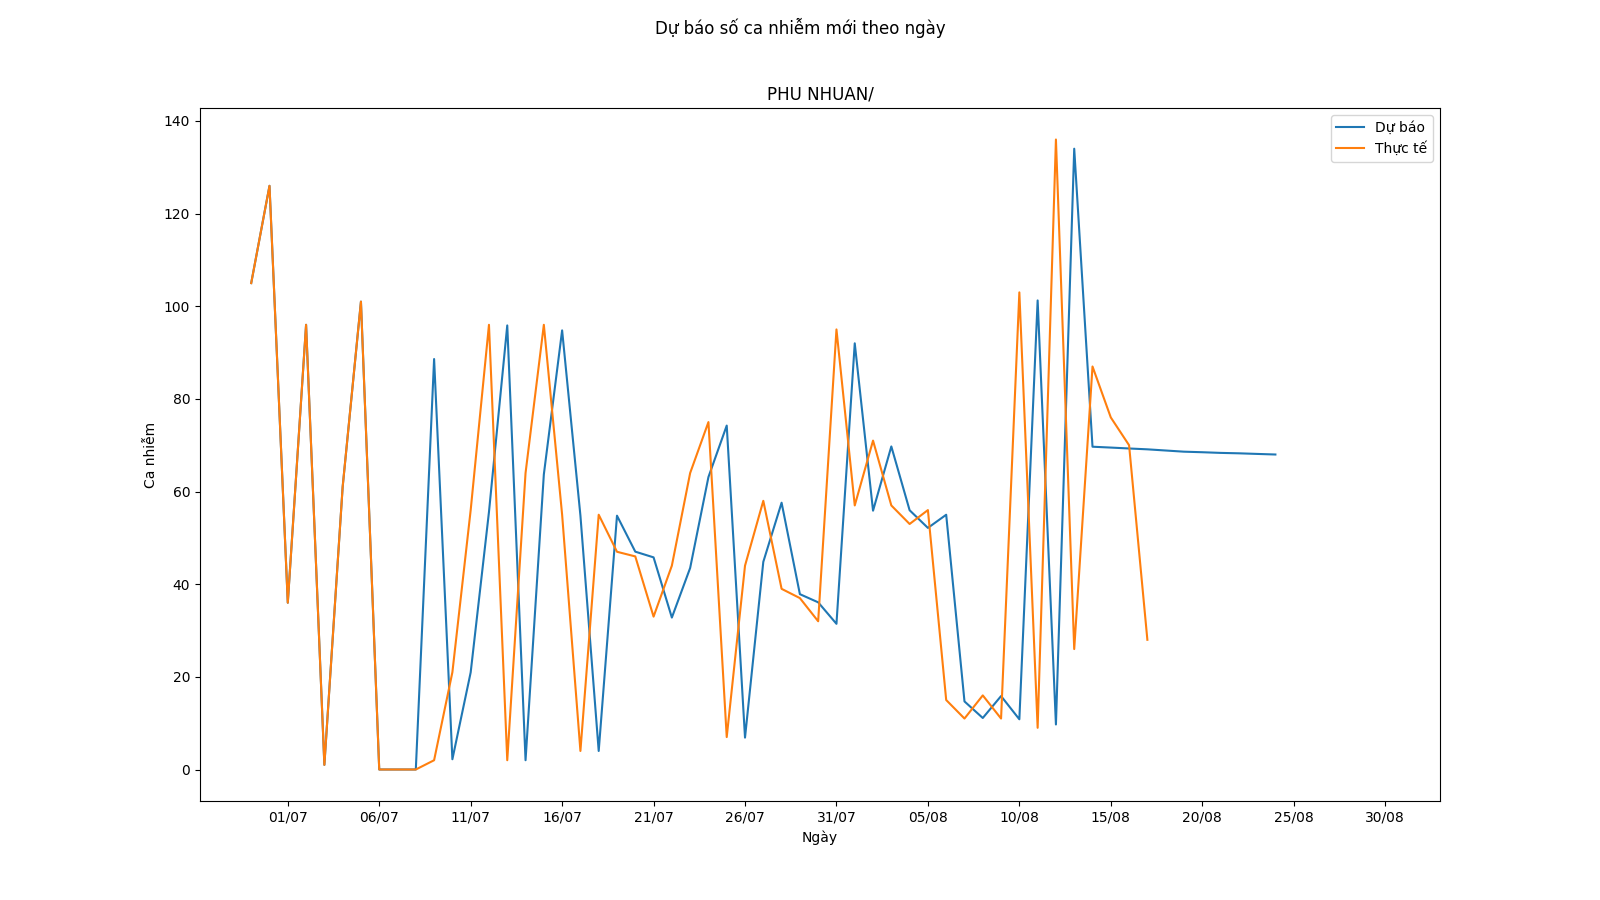 Dự báo số ca nhiễm mới theo ngày
PHU NHUAN/
140
120
100
80
60
40
20
0
Ca nhiễm
Dự báo
Thực tế
01/07 06/07 11/07 16/07 21/07 26/07 31/07 05/08 10/08 15/08 20/08 25/08 30/08
Ngày